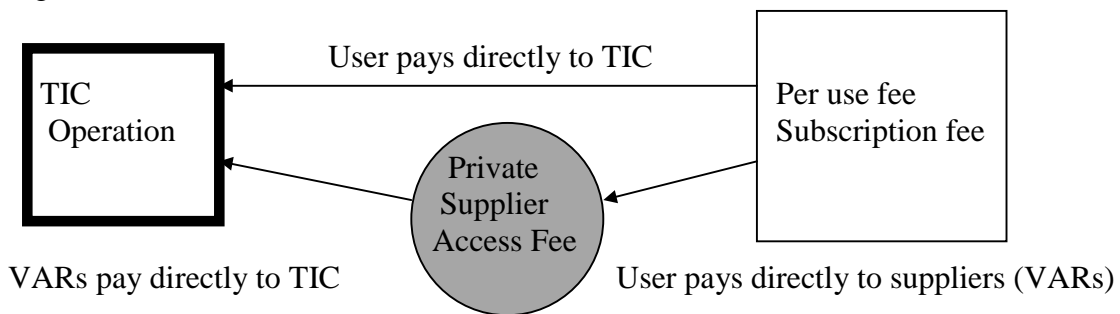 User pays directly to TIC
TIC
Operation
Per use fee
Subscription fee
Private
Supplier
Access Fee
VARs pay directly to TIC
User pays directly to suppliers (VARs)